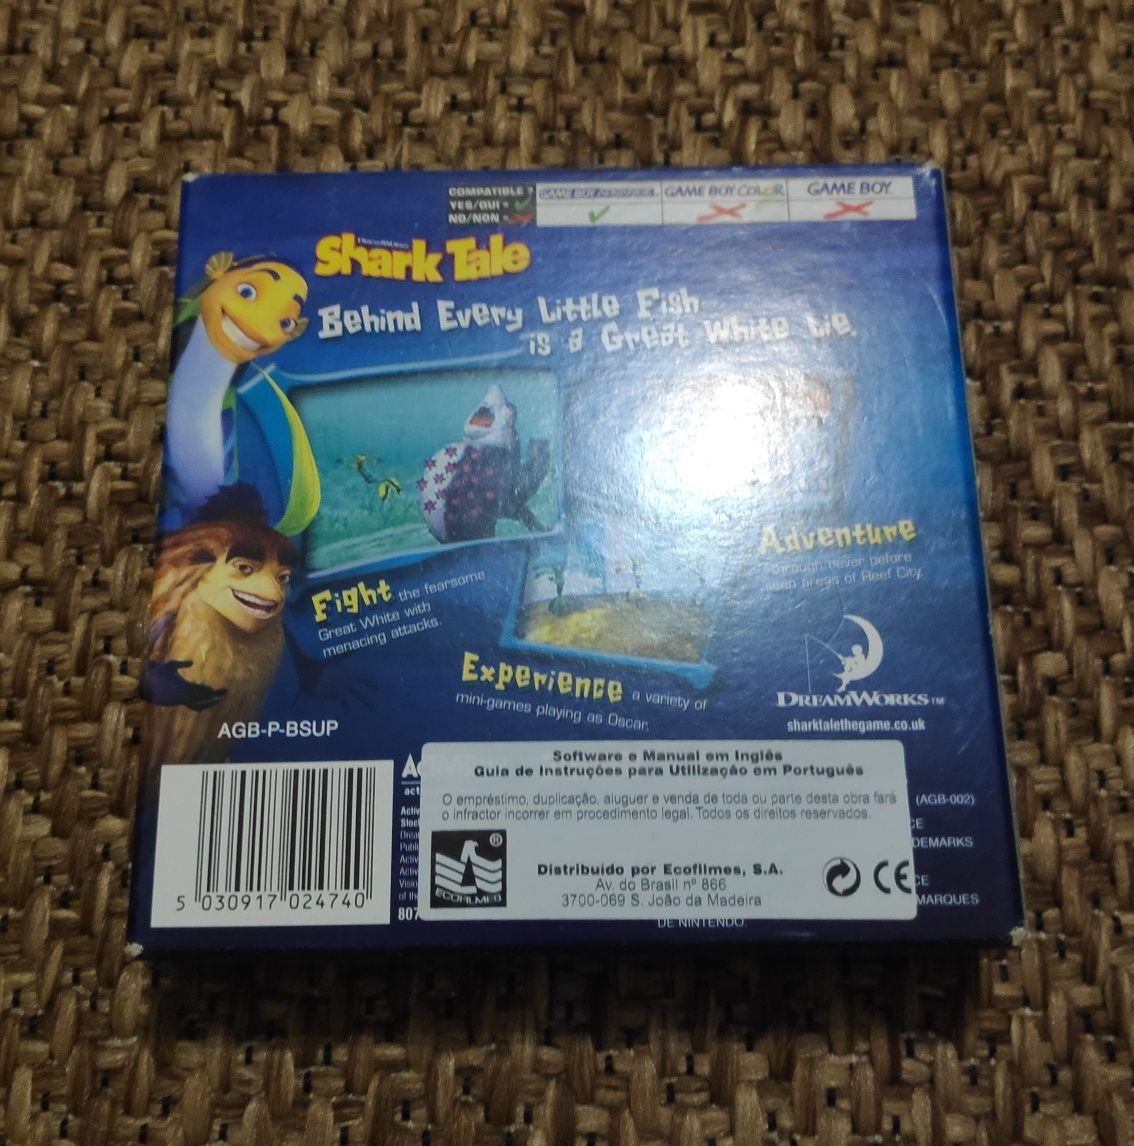 COMPATIBLE ?
YES/OUI =
NO/NON =
GAME BOY ADVANCE
GAME BOY COLOR
GAME BOY
Shark Tale
Behind Every Little Fish
is a Great White Lie.
Fight the fearsome
Great White with
menacing attacks.
Adventure
through never before
seen areas of Reef City.
Experience a variety of
mini-games playing as Oscar.
DREAMWORKS™
sharktalethegame.co.uk
AGB-P-BSUP
5 030917 024740
Software e Manual em Inglês
Guia de Instruções para Utilização em Português
O empréstimo, duplicação, aluguer e venda de toda ou parte desta obra fará
o infractor incorrer em procedimento legal. Todos os direitos reservados.
ECOFILMES ®
Distribuído por Ecofilmes, S.A.
Av. do Brasil nº 866
3700-069 S. João da Madeira
CE
(AGB-002)
DEMARKS
MARQUES
DE NINTENDO.
807